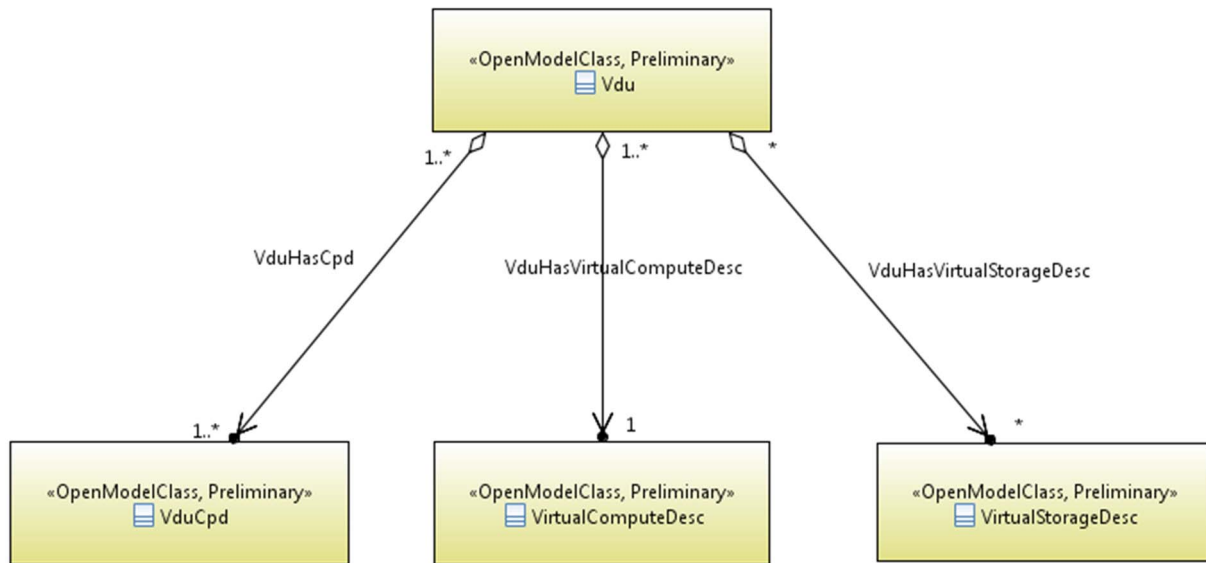 «OpenModelClass, Preliminary»
Vdu
1..*
1..*
*
VduHasCpd
VduHasVirtualComputeDesc
VduHasVirtualStorageDesc
1..*
1
*
«OpenModelClass, Preliminary»
VduCpd
«OpenModelClass, Preliminary»
VirtualComputeDesc
«OpenModelClass, Preliminary»
VirtualStorageDesc